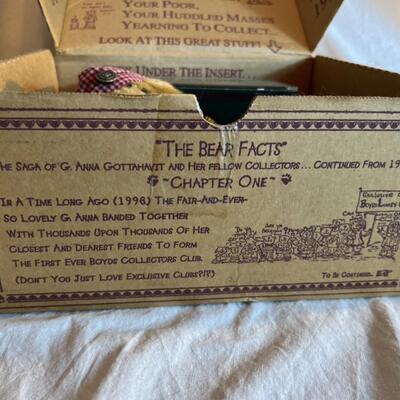 Your Poor,
Your Huddled Masses
Yearning To Collect...
Look At This Great Stuff!
Under The Insert...
"The Bear Facts"
The Saga of G. Anna Gottahavit and Her fellow Collectors... Continued From 19
~Chapter One~
In A Time Long Ago (1998) The Fair-And-Ever-
So Lovely G. Anna Banded Together
With Thousands Upon Thousands Of Her
Closest And Dearest Friends To Form
The First Ever Boyds Collectors Club.
(Don't You Just Love Exclusive Clubs?!?)
To Be Continued...